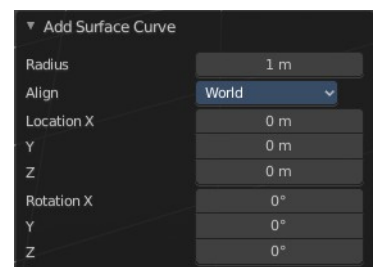 Add Surface Curve
Radius 1 m
Align World
Location X 0 m
Y 0 m
Z 0 m
Rotation X 0°
Y 0°
Z 0°